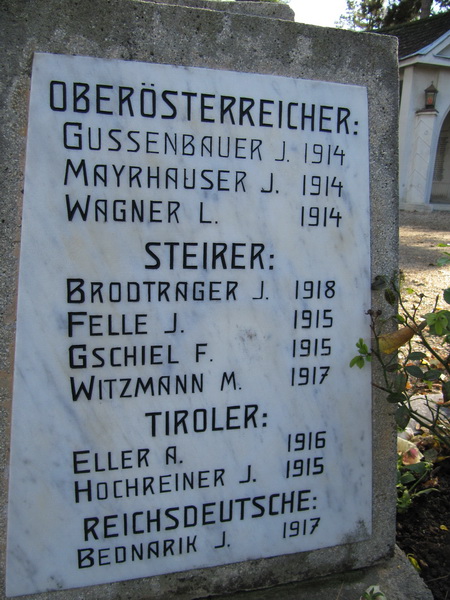 OBERÖSTERREICHER:
GUSSENBAUER J. 1914
MAYRHAUSER J. 1914
WAGNER L. 1914
STEIRER:
BRODTRAGER J. 1918
FELLE J. 1915
GSCHIEL F. 1915
WITZMANN M. 1917
TIROLER:
ELLER A. 1916
HOCHREINER J. 1915
REICHSDEUTSCHE:
BEDNARIK J. 1917